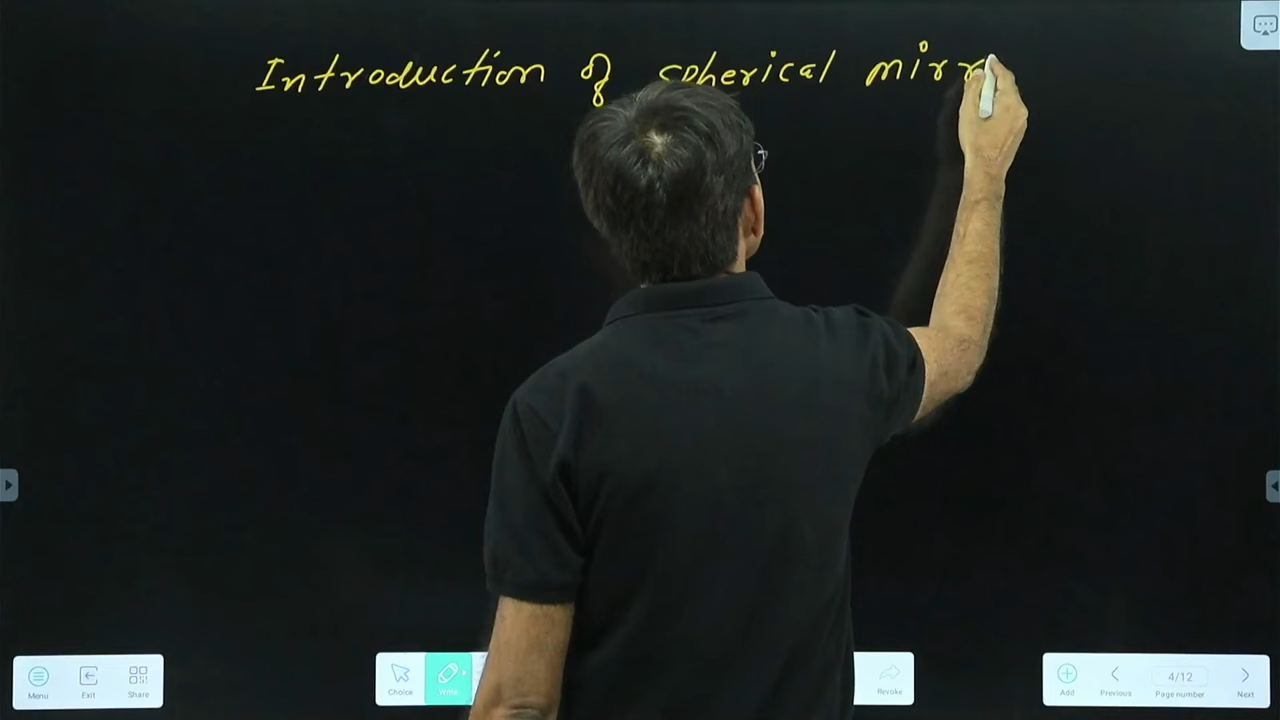 Introduction of spherical mirr
Menu
Exit
Share
Choice
Write
Revoke
Add
Previous
4/12
Page number
Next